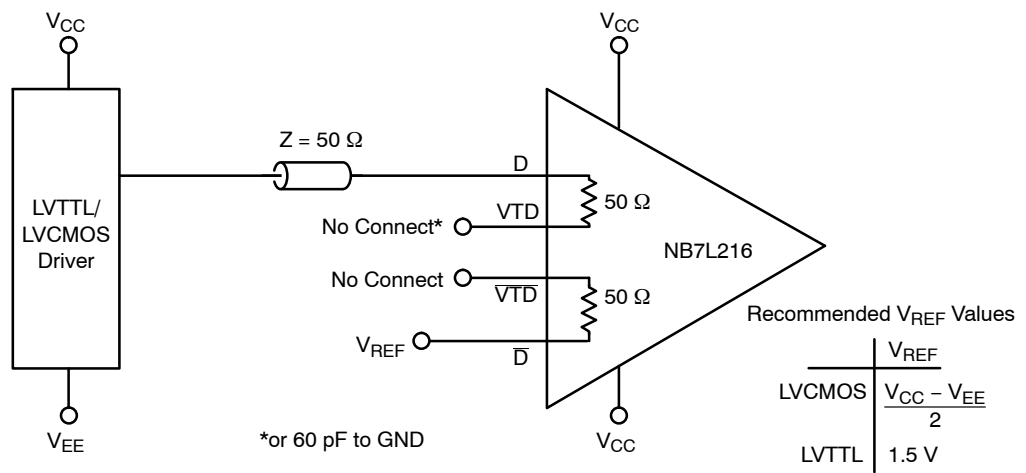 VCC
VCC
Z = 50 Ω
D
LVTTL/
LVCMOS
Driver
50 Ω
No Connect*
VTD
NB7L216
No Connect
VTD
50 Ω
Recommended VREF Values
VREF
D
VREF
LVCMOS
VCC – VEE
2
VEE
*or 60 pF to GND
VCC
LVTTL
1.5 V